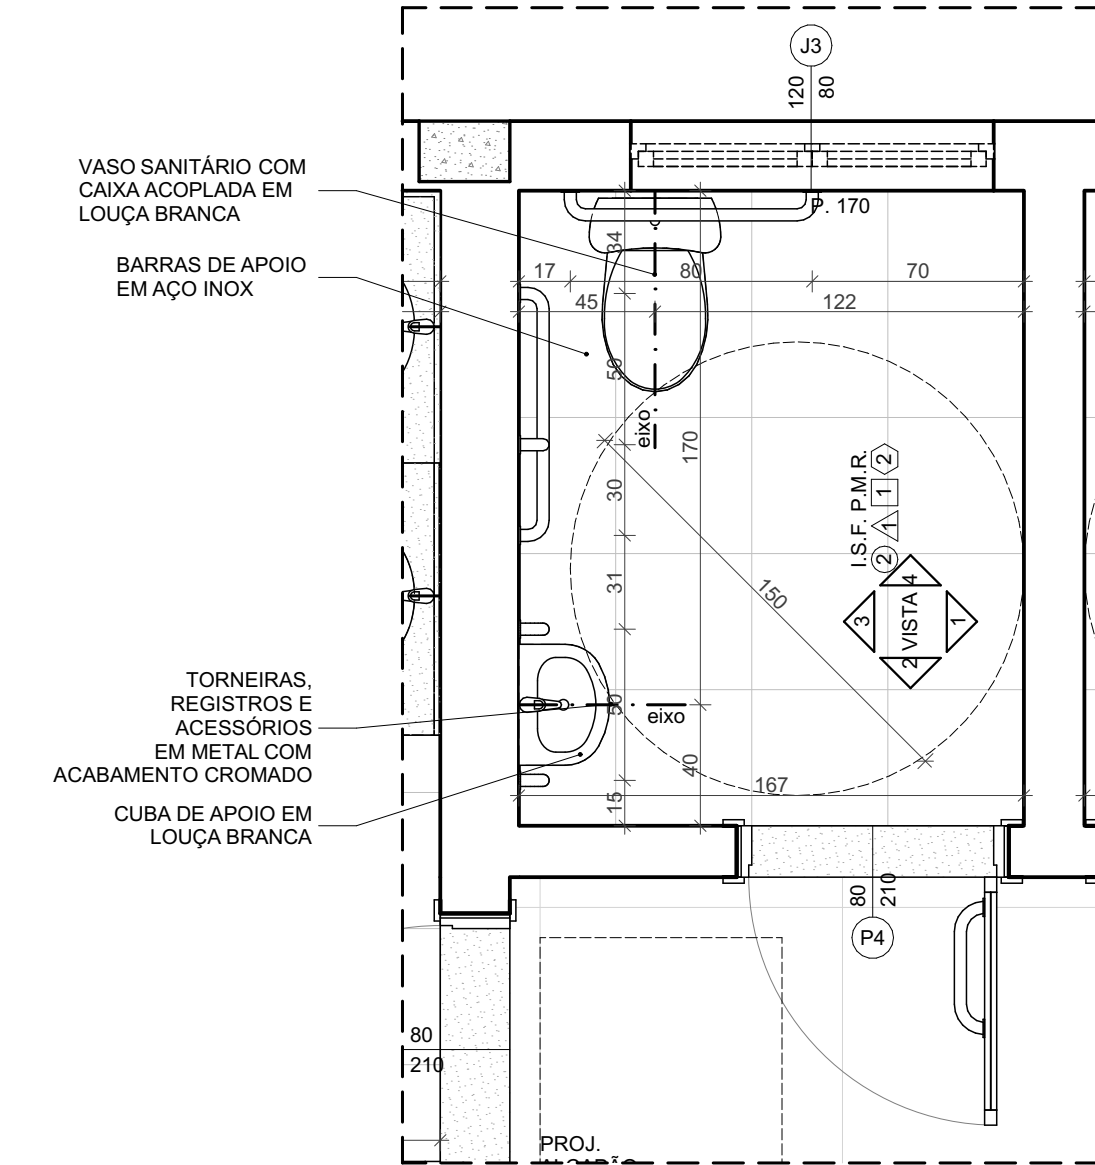 J3
120
80
VASO SANITÁRIO COM
CAIXA ACOPLADA EM
LOUÇA BRANCA
P. 170
34
BARRAS DE APOIO
EM AÇO INOX
17
80
70
45
122
50
eixo
170
I.S.F. P.M.R.
2
1
1
2
30
31
150
VISTA
4
3
1
2
TORNEIRAS,
REGISTROS E
ACESSÓRIOS
EM METAL COM
ACABAMENTO CROMADO
50
eixo
40
167
15
CUBA DE APOIO EM
LOUÇA BRANCA
80
210
P4
80
210
PROJ.